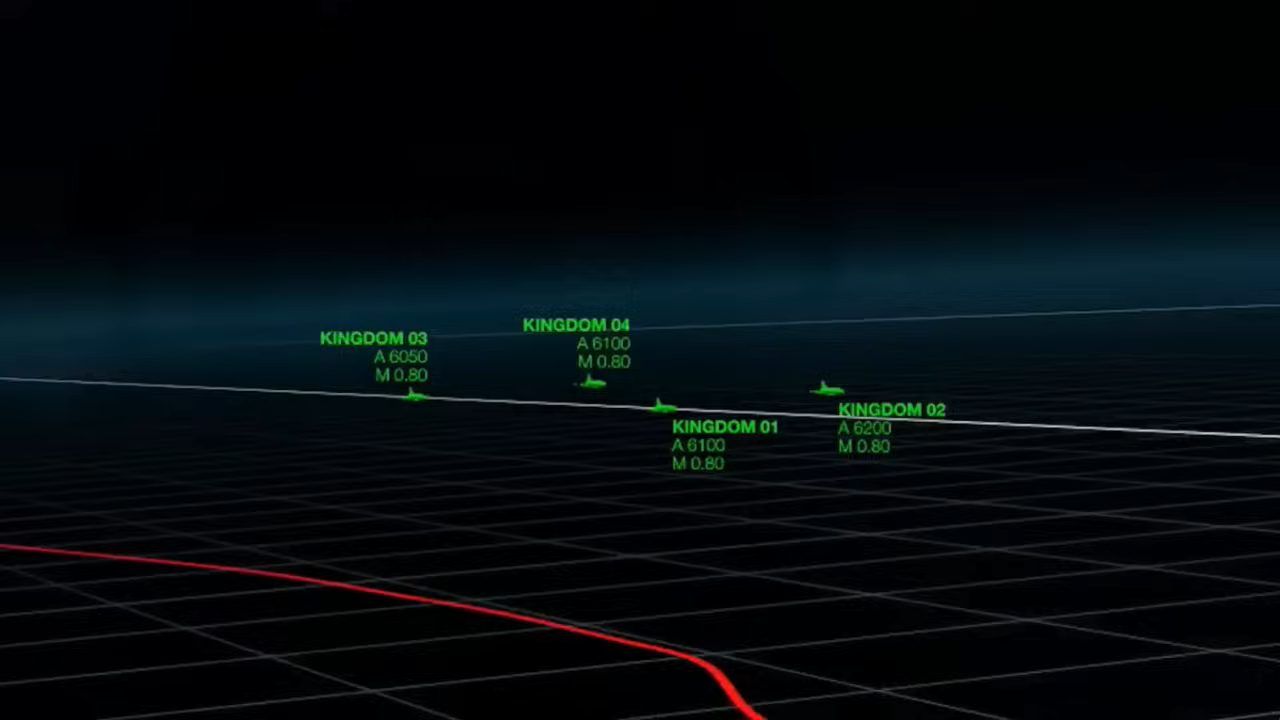 KINGDOM 03
A 6050
M 0.80
KINGDOM 04
A 6100
M 0.80
KINGDOM 01
A 6100
M 0.80
KINGDOM 02
A 6200
M 0.80